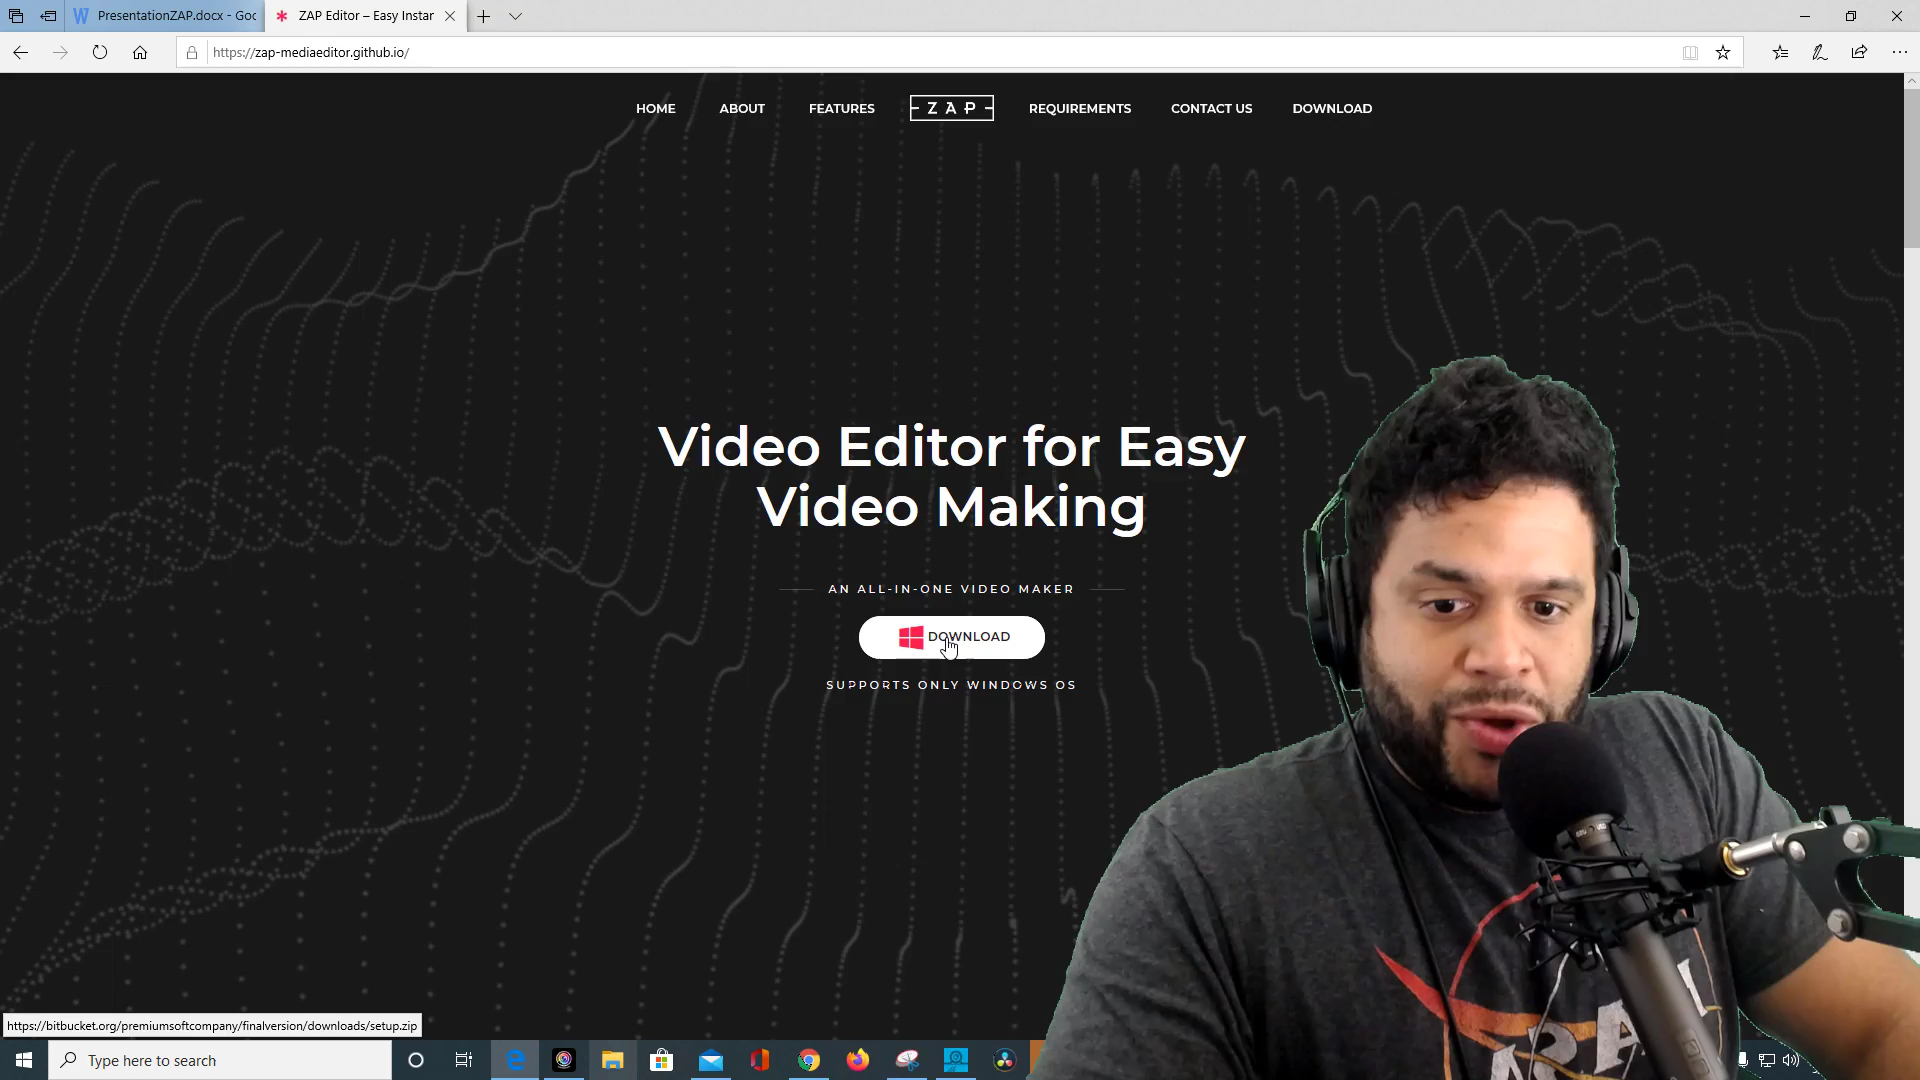 PresentationZAP.docx - Goo
ZAP Editor – Easy Instar
https://zap-mediaeditor.github.io/
HOME
ABOUT
FEATURES
ZAP
REQUIREMENTS
CONTACT US
DOWNLOAD
Video Editor for Easy
Video Making
AN ALL-IN-ONE VIDEO MAKER
DOWNLOAD
SUPPORTS ONLY WINDOWS OS
https://bitbucket.org/premiumsoftcompany/finalversion/downloads/setup.zip
Type here to search